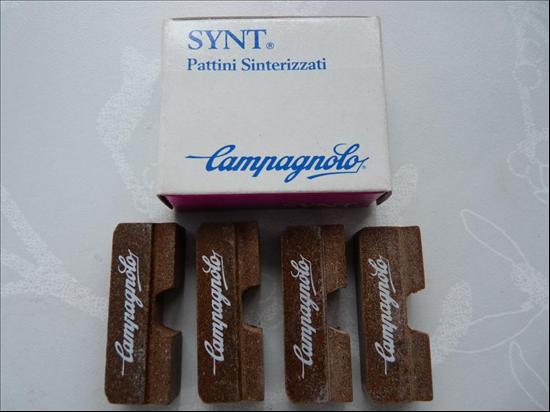 SYNT®
Pattini Sinterizzati
Campagnolo®
Campagnolo
Campagnolo
Campagnolo
Campagnolo